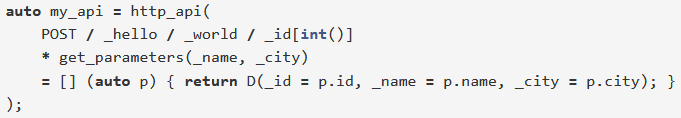 auto my_api = http_api(
    POST / _hello / _world / _id[int()]
    * get_parameters(_name, _city)
    = [] (auto p) { return D(_id = p.id, _name = p.name, _city = p.city); }
);